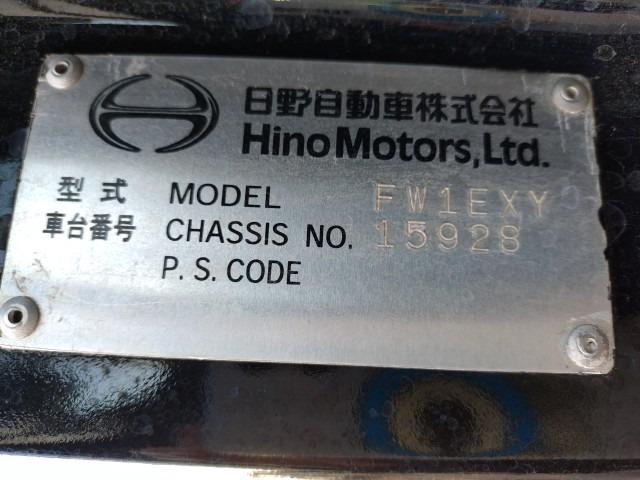 日野自動車株式会社
Hino Motors, Ltd.
型式 MODEL FW1EXY
車台番号 CHASSIS NO. 15928
P. S. CODE